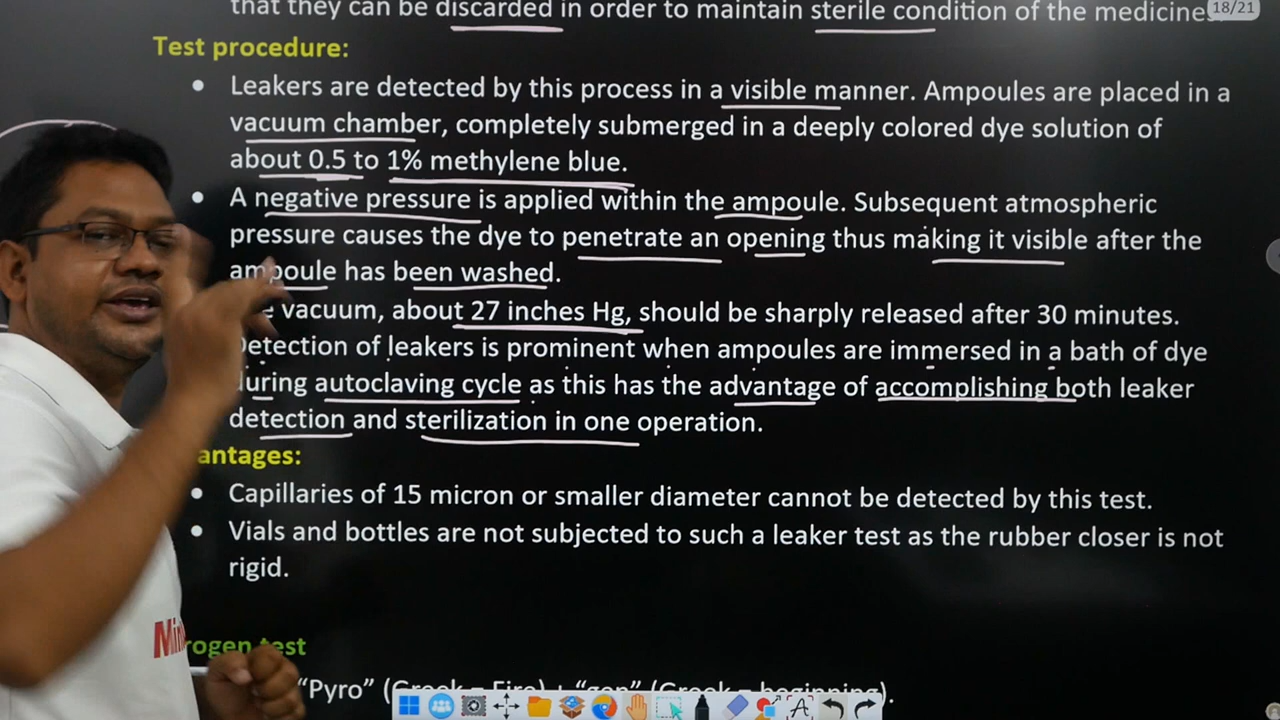 that they can be discarded in order to maintain sterile condition of the medicine.
18/21
Test procedure:
• Leakers are detected by this process in a visible manner. Ampoules are placed in a
vacuum chamber, completely submerged in a deeply colored dye solution of
about 0.5 to 1% methylene blue.
• A negative pressure is applied within the ampoule. Subsequent atmospheric
pressure causes the dye to penetrate an opening thus making it visible after the
ampoule has been washed.
vacuum, about 27 inches Hg, should be sharply released after 30 minutes.
Detection of leakers is prominent when ampoules are immersed in a bath of dye
during autoclaving cycle as this has the advantage of accomplishing both leaker
detection and sterilization in one operation.
antages:
• Capillaries of 15 micron or smaller diameter cannot be detected by this test.
• Vials and bottles are not subjected to such a leaker test as the rubber closer is not
rigid.
rogen test
"Pyro" (Greek – Fire) + "gen" (Greek – beginning).